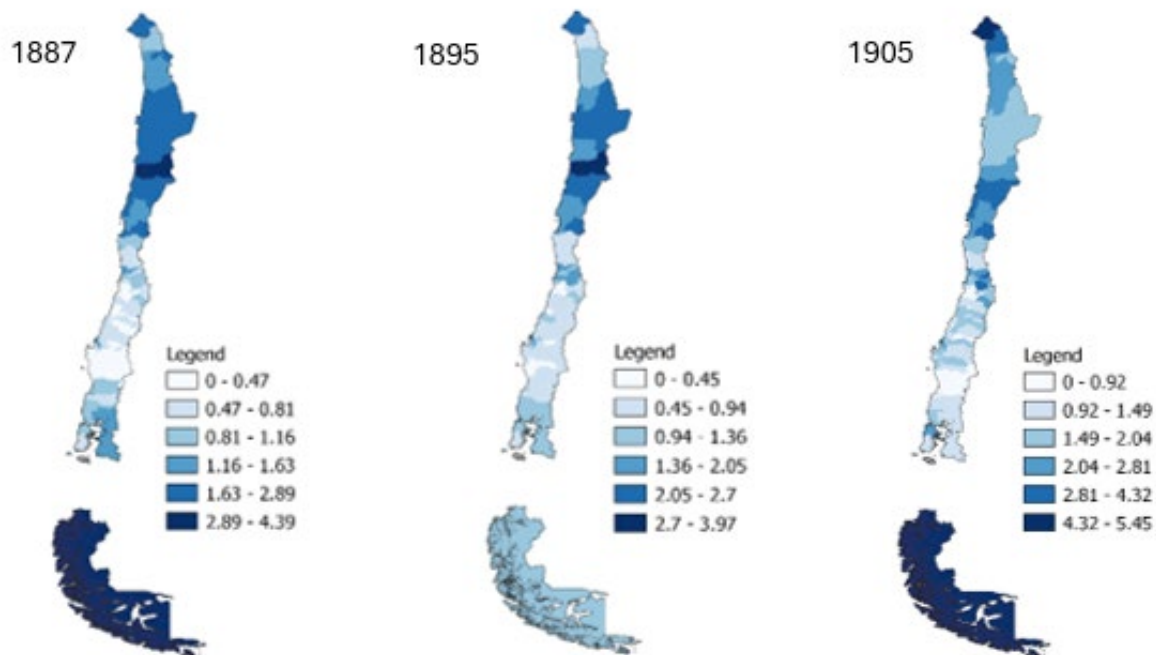 1887
1895
1905
Legend
0 - 0.47
0.47 - 0.81
0.81 - 1.16
1.16 - 1.63
1.63 - 2.89
2.89 - 4.39
Legend
0 - 0.45
0.45 - 0.94
0.94 - 1.36
1.36 - 2.05
2.05 - 2.7
2.7 - 3.97
Legend
0 - 0.92
0.92 - 1.49
1.49 - 2.04
2.04 - 2.81
2.81 - 4.32
4.32 - 5.45